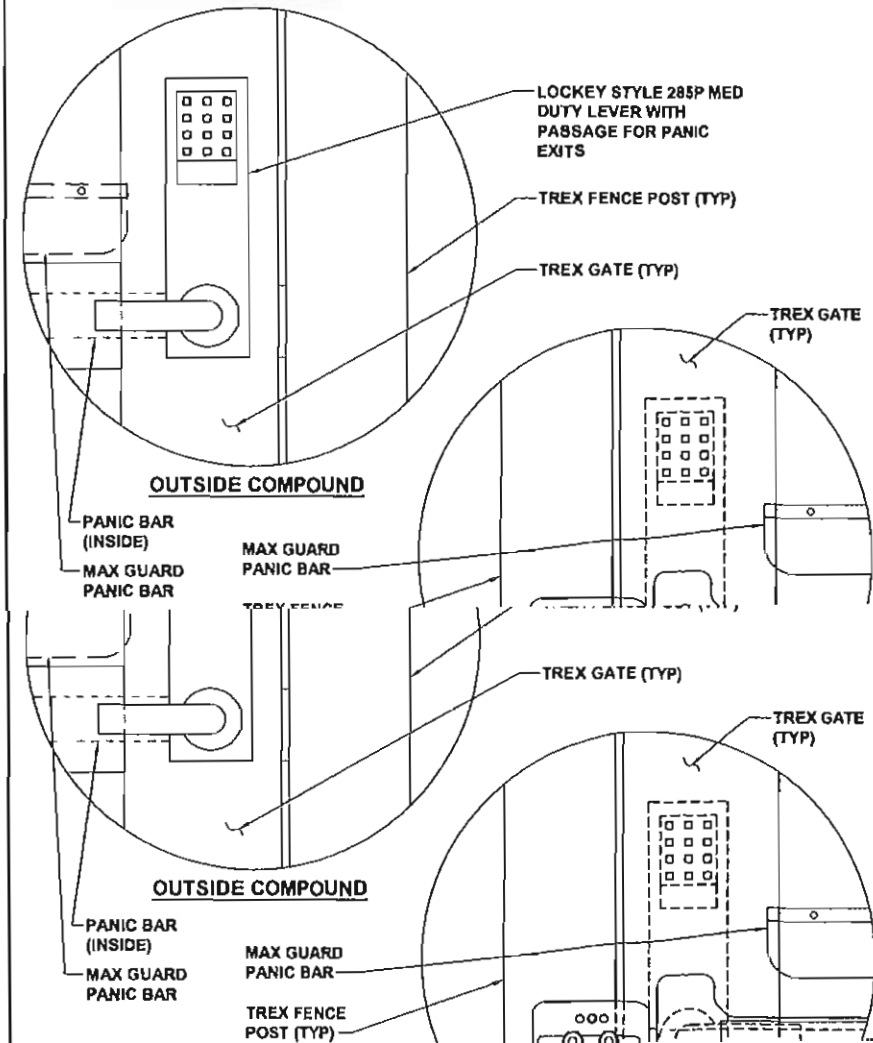 LOCKEY STYLE 285P MED
DUTY LEVER WITH
PASSAGE FOR PANIC
EXITS
TREX FENCE POST (TYP)
TREX GATE (TYP)
TREX GATE
(TYP)
OUTSIDE COMPOUND
PANIC BAR
(INSIDE)
MAX GUARD
PANIC BAR
MAX GUARD
PANIC BAR
TREX FENCE
TREX GATE (TYP)
TREX GATE
(TYP)
OUTSIDE COMPOUND
PANIC BAR
(INSIDE)
MAX GUARD
PANIC BAR
MAX GUARD
PANIC BAR
TREX FENCE
POST (TYP)